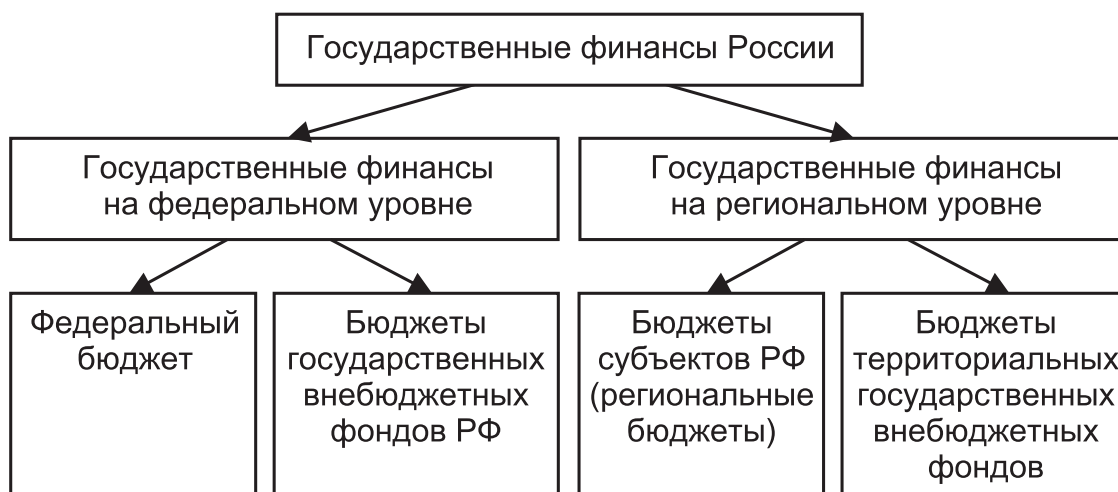 Государственные финансы России
Государственные финансы
на федеральном уровне
Государственные финансы
на региональном уровне
Федеральный
бюджет
Бюджеты
государственных
внебюджетных
фондов РФ
Бюджеты
субъектов РФ
(региональные
бюджеты)
Бюджеты
территориальных
государственных
внебюджетных
фондов